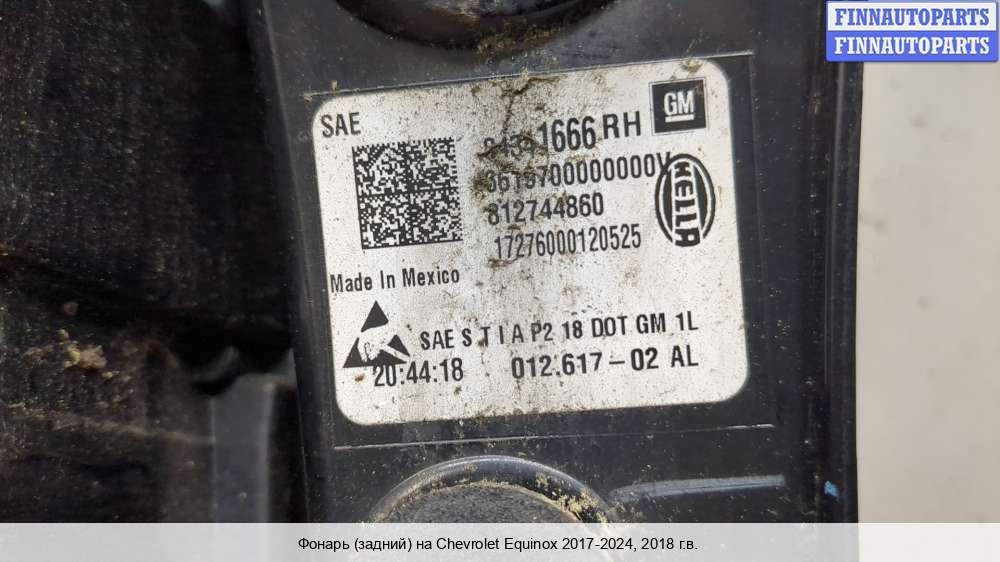 FINNAUTOPARTS
FINNAUTOPARTS
SAE
1666 RH
GM
812744860
17276000120525
HELLA
Made In Mexico
SAE S T I A P2 18 DOT GM 1L
20:44:18 012.617-02 AL
Фонарь (задний) на Chevrolet Equinox 2017-2024, 2018 г.в.